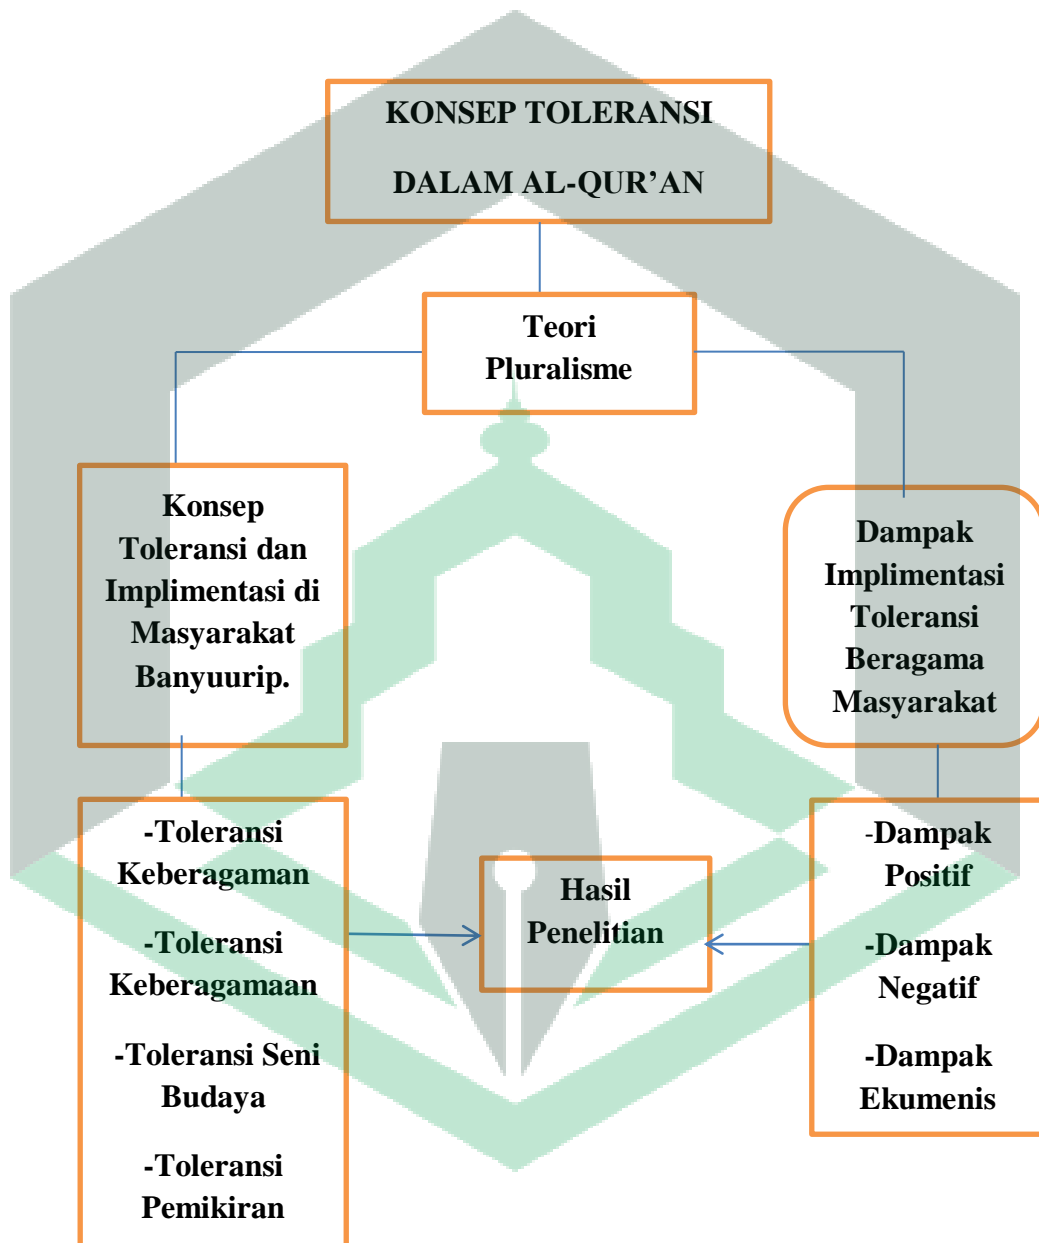 KONSEP TOLERANSI
DALAM AL-QUR’AN
Teori
Pluralisme
Konsep
Toleransi dan
Implimentasi di
Masyarakat
Banyuurip.
Dampak
Implimentasi
Toleransi
Beragama
Masyarakat
-Toleransi
Keberagaman
-Toleransi
Keberagamaan
-Toleransi Seni
Budaya
-Toleransi
Pemikiran
Hasil
Penelitian
-Dampak
Positif
-Dampak
Negatif
-Dampak
Ekumenis